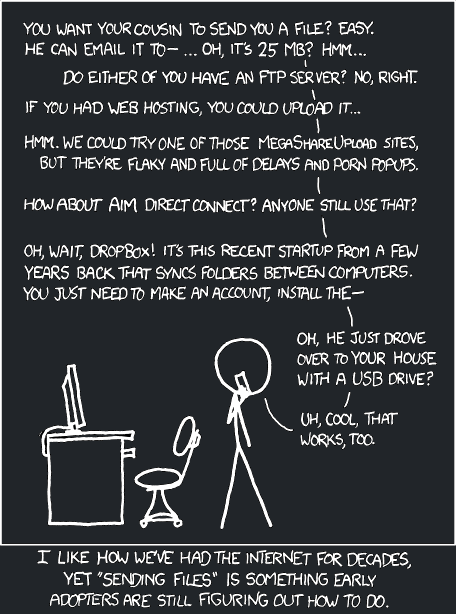 YOU WANT YOUR COUSIN TO SEND YOU A FILE? EASY.
HE CAN EMAIL IT TO— ... OH, IT'S 25 MB? HMM...
DO EITHER OF YOU HAVE AN FTP SERVER? NO, RIGHT.
IF YOU HAD WEB HOSTING, YOU COULD UPLOAD IT...
HMM. WE COULD TRY ONE OF THOSE MEGASHAREUPLOAD SITES,
BUT THEY'RE FLAKY AND FULL OF DELAYS AND PORN POPUPS.
HOW ABOUT AIM DIRECT CONNECT? ANYONE STILL USE THAT?
OH, WAIT, DROPBOX! IT'S THIS RECENT STARTUP FROM A FEW
YEARS BACK THAT SYNCS FOLDERS BETWEEN COMPUTERS.
YOU JUST NEED TO MAKE AN ACCOUNT, INSTALL THE—
OH, HE JUST DROVE
OVER TO YOUR HOUSE
WITH A USB DRIVE?
UH, COOL, THAT
WORKS, TOO.
I LIKE HOW WE'VE HAD THE INTERNET FOR DECADES,
YET "SENDING FILES" IS SOMETHING EARLY
ADOPTERS ARE STILL FIGURING OUT HOW TO DO.